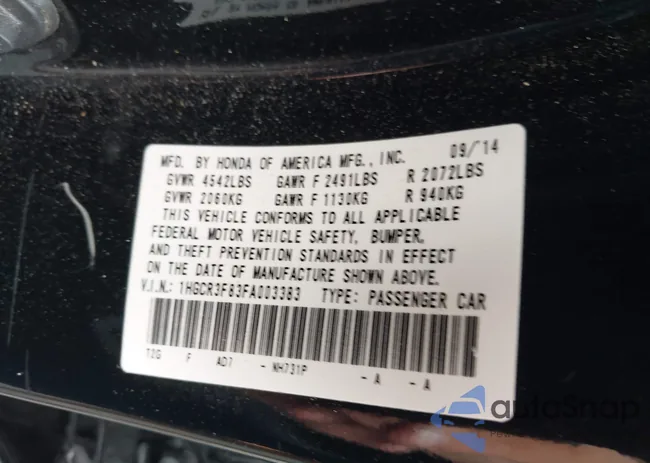 MFD. BY HONDA OF AMERICA MFG., INC. 09/14
GVWR 4542LBS GAWR F 2491LBS R 2072LBS
GVWR 2060KG GAWR F 1130KG R 940KG
THIS VEHICLE CONFORMS TO ALL APPLICABLE
FEDERAL MOTOR VEHICLE SAFETY, BUMPER,
AND THEFT PREVENTION STANDARDS IN EFFECT
ON THE DATE OF MANUFACTURE SHOWN ABOVE.
V.I.N.: 1HGCR3F83FA003383 TYPE: PASSENGER CAR
T2G F AD7 - NH731P - A - A
autoSnap